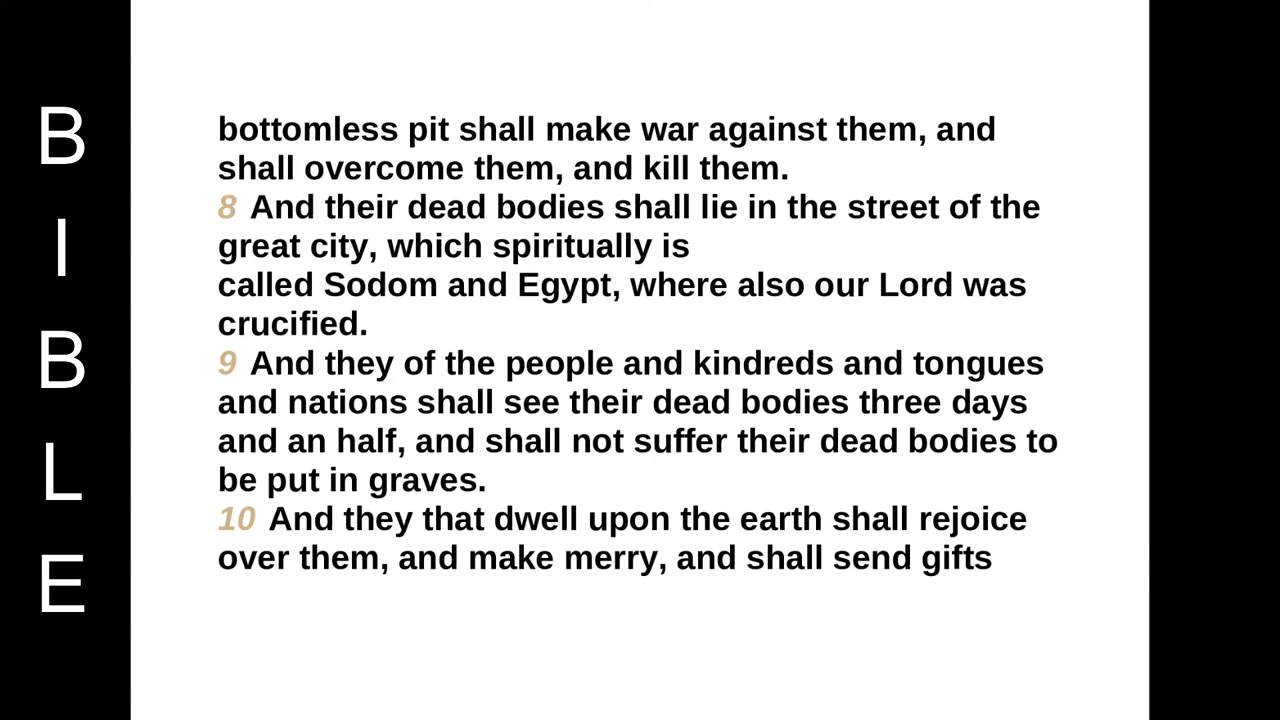 B
I
B
L
E
bottomless pit shall make war against them, and
shall overcome them, and kill them.
8 And their dead bodies shall lie in the street of the
great city, which spiritually is
called Sodom and Egypt, where also our Lord was
crucified.
9 And they of the people and kindreds and tongues
and nations shall see their dead bodies three days
and an half, and shall not suffer their dead bodies to
be put in graves.
10 And they that dwell upon the earth shall rejoice
over them, and make merry, and shall send gifts